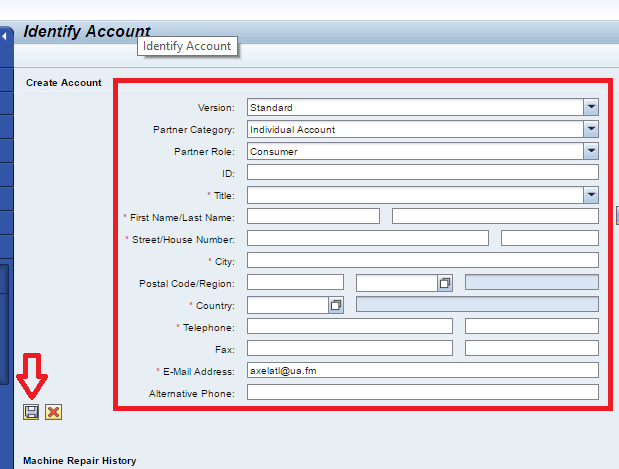 Identify Account
Identify Account
Create Account
Version: Standard
Partner Category: Individual Account
Partner Role: Consumer
ID:
* Title:
* First Name/Last Name:
* Street/House Number:
* City:
Postal Code/Region:
* Country:
* Telephone:
Fax:
* E-Mail Address: axelatl@ua.fm
Alternative Phone:
Machine Repair History